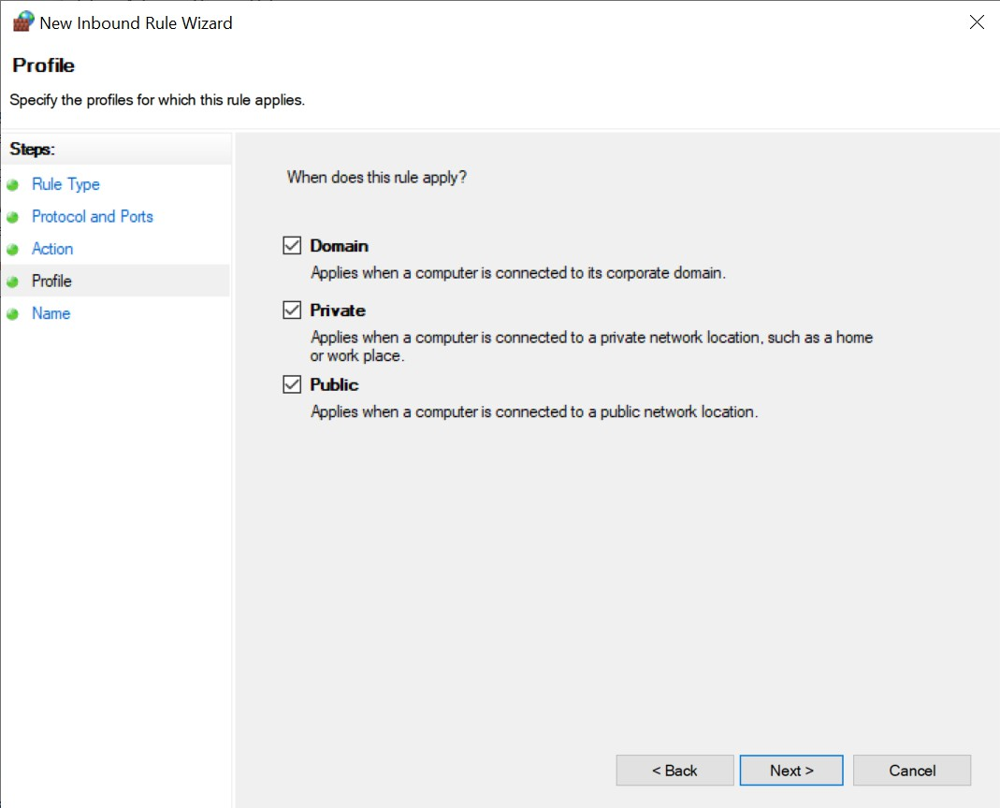 New Inbound Rule Wizard
Profile
Specify the profiles for which this rule applies.
Steps:
Rule Type
Protocol and Ports
Action
Profile
Name
When does this rule apply?
Domain
Applies when a computer is connected to its corporate domain.
Private
Applies when a computer is connected to a private network location, such as a home
or work place.
Public
Applies when a computer is connected to a public network location.
< Back
Next >
Cancel